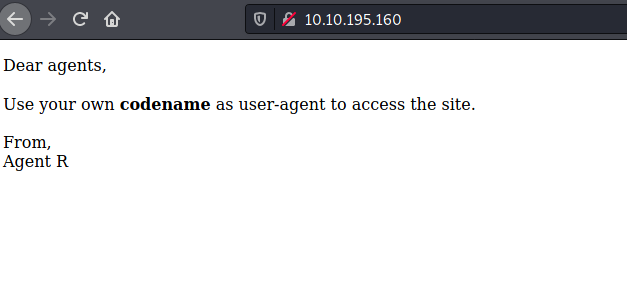 10.10.195.160
Dear agents,
Use your own codename as user-agent to access the site.
From,
Agent R